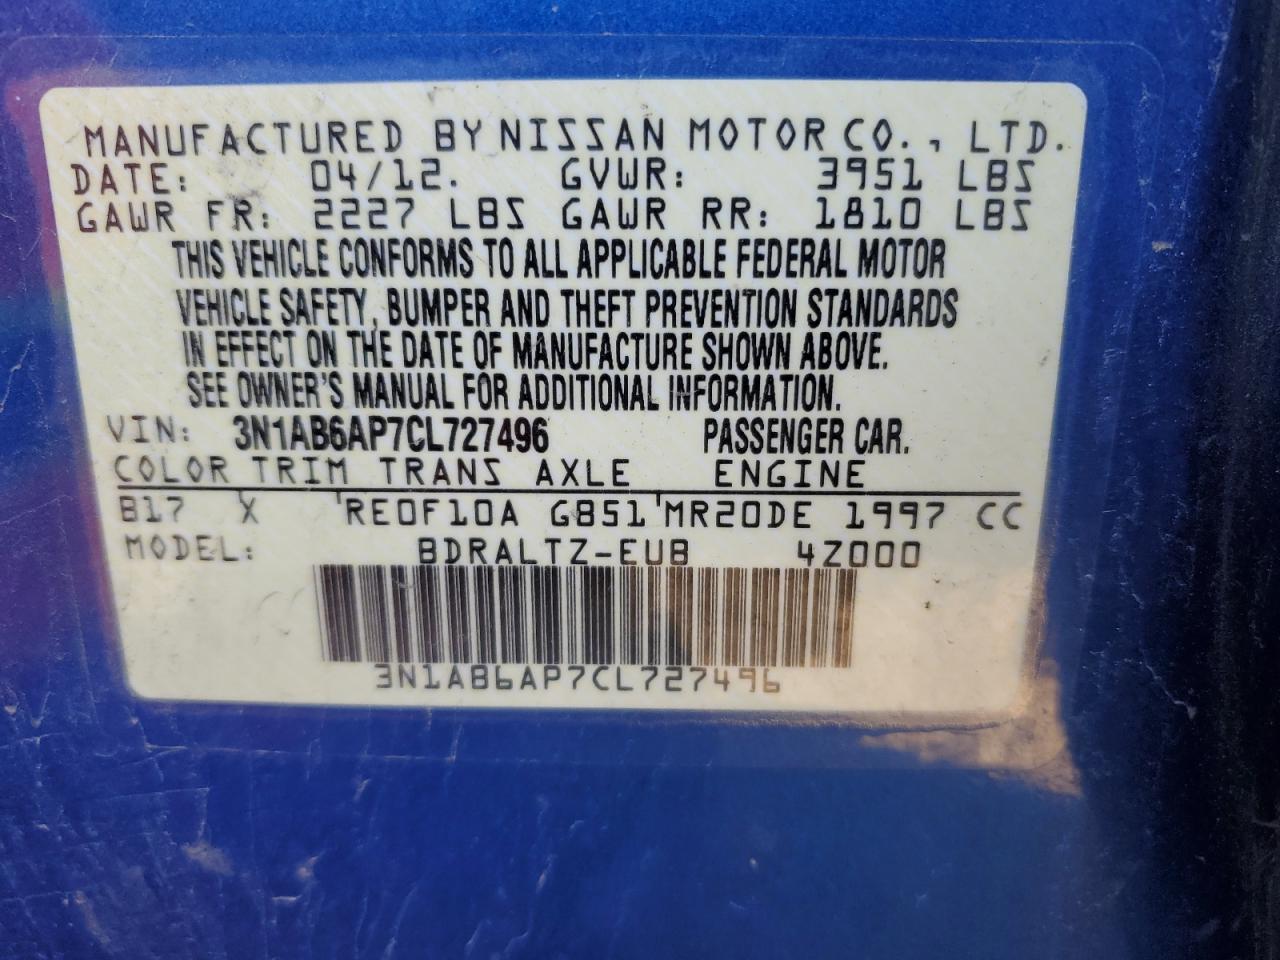 MANUFACTURED BY NISSAN MOTOR CO., LTD.
DATE: 04/12. GVWR: 3951 LBS
GAWR FR: 2227 LBS GAWR RR: 1810 LBS
THIS VEHICLE CONFORMS TO ALL APPLICABLE FEDERAL MOTOR
VEHICLE SAFETY, BUMPER AND THEFT PREVENTION STANDARDS
IN EFFECT ON THE DATE OF MANUFACTURE SHOWN ABOVE.
SEE OWNER'S MANUAL FOR ADDITIONAL INFORMATION.
VIN: 3N1AB6AP7CL727496 PASSENGER CAR.
COLOR TRIM TRANS AXLE ENGINE
B17 X RE0F10A G851 MR20DE 1997 CC
MODEL: BDRALTZ-EUB 4Z000
3N1AB6AP7CL727496